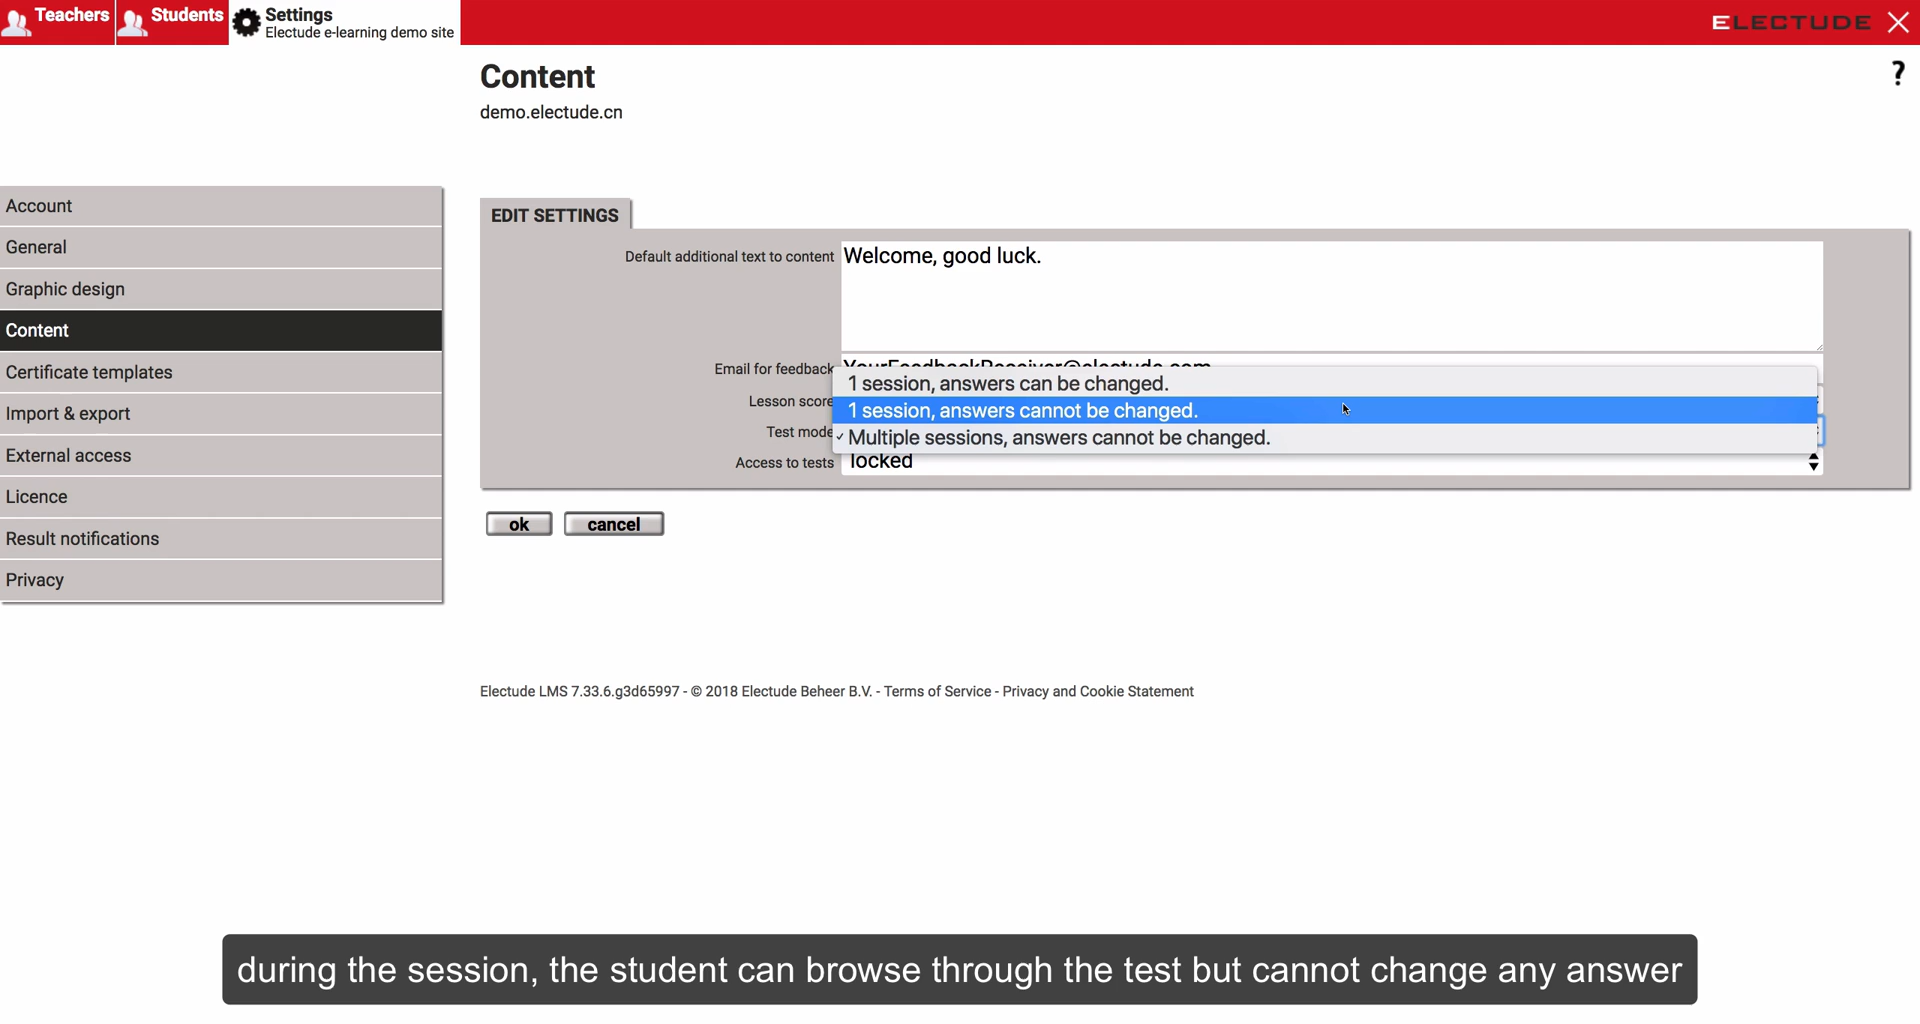 Teachers
Students
Settings
Electude e-learning demo site
ELECTUDE
Content
?
demo.electude.cn
Account
General
Graphic design
Content
Certificate templates
Import & export
External access
Licence
Result notifications
Privacy
EDIT SETTINGS
Default additional text to content
Welcome, good luck.
Email for feedback
YourFeedbackReceiver@electude.com
Lesson score
1 session, answers can be changed.
1 session, answers cannot be changed.
Test mode
✓ Multiple sessions, answers cannot be changed.
Access to tests
locked
ok
cancel
Electude LMS 7.33.6.g3d65997 - © 2018 Electude Beheer B.V. - Terms of Service - Privacy and Cookie Statement
during the session, the student can browse through the test but cannot change any answer